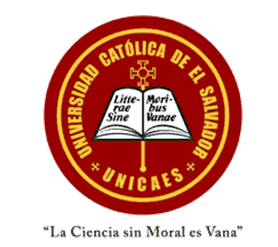 UNIVERSIDAD CATÓLICA DE EL SALVADOR
Litte- Mori-
rae bus
Sine Vanae
UNICAES
"La Ciencia sin Moral es Vana"